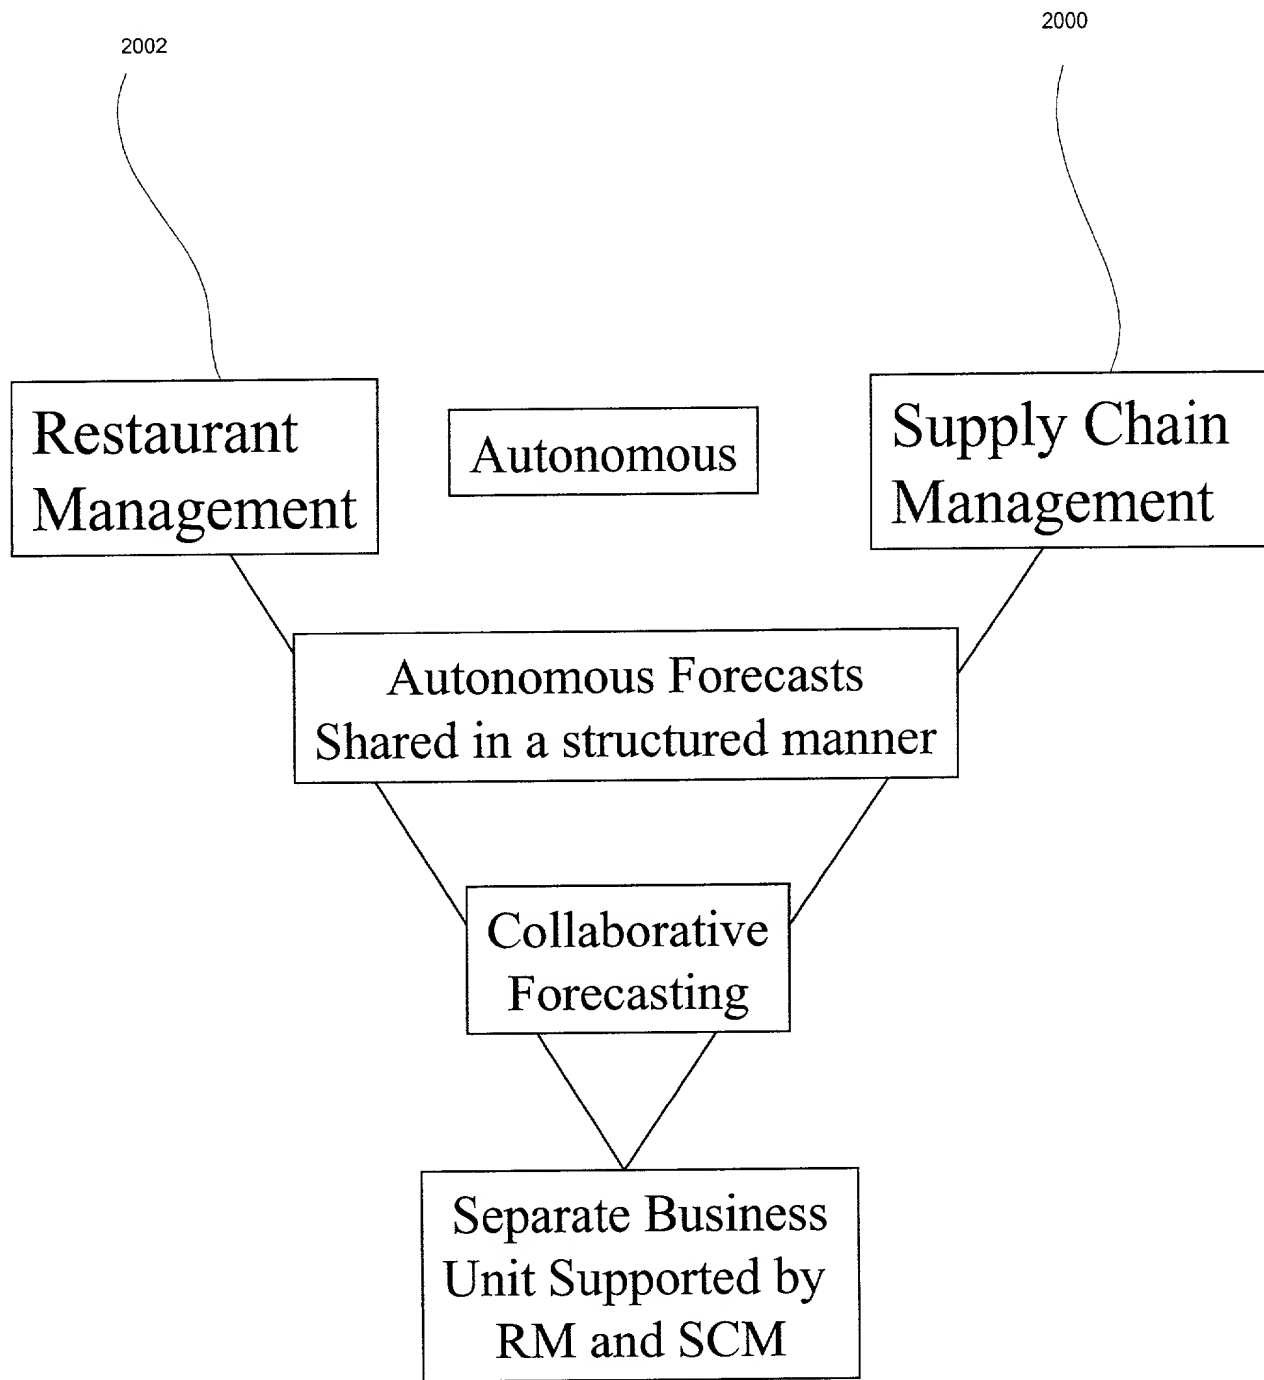 2002
2000
Restaurant
Management
Autonomous
Supply Chain
Management
Autonomous Forecasts
Shared in a structured manner
Collaborative
Forecasting
Separate Business
Unit Supported by
RM and SCM